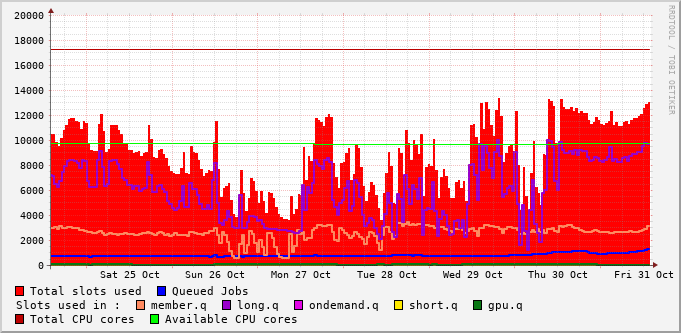 20000
18000
16000
14000
12000
10000
8000
6000
4000
2000
0
Sat 25 Oct Sun 26 Oct Mon 27 Oct Tue 28 Oct Wed 29 Oct Thu 30 Oct Fri 31 Oct
RRDTOOL / TOBI OETIKER
Total slots used Queued Jobs
Slots used in : member.q long.q ondemand.q short.q gpu.q
Total CPU cores Available CPU cores